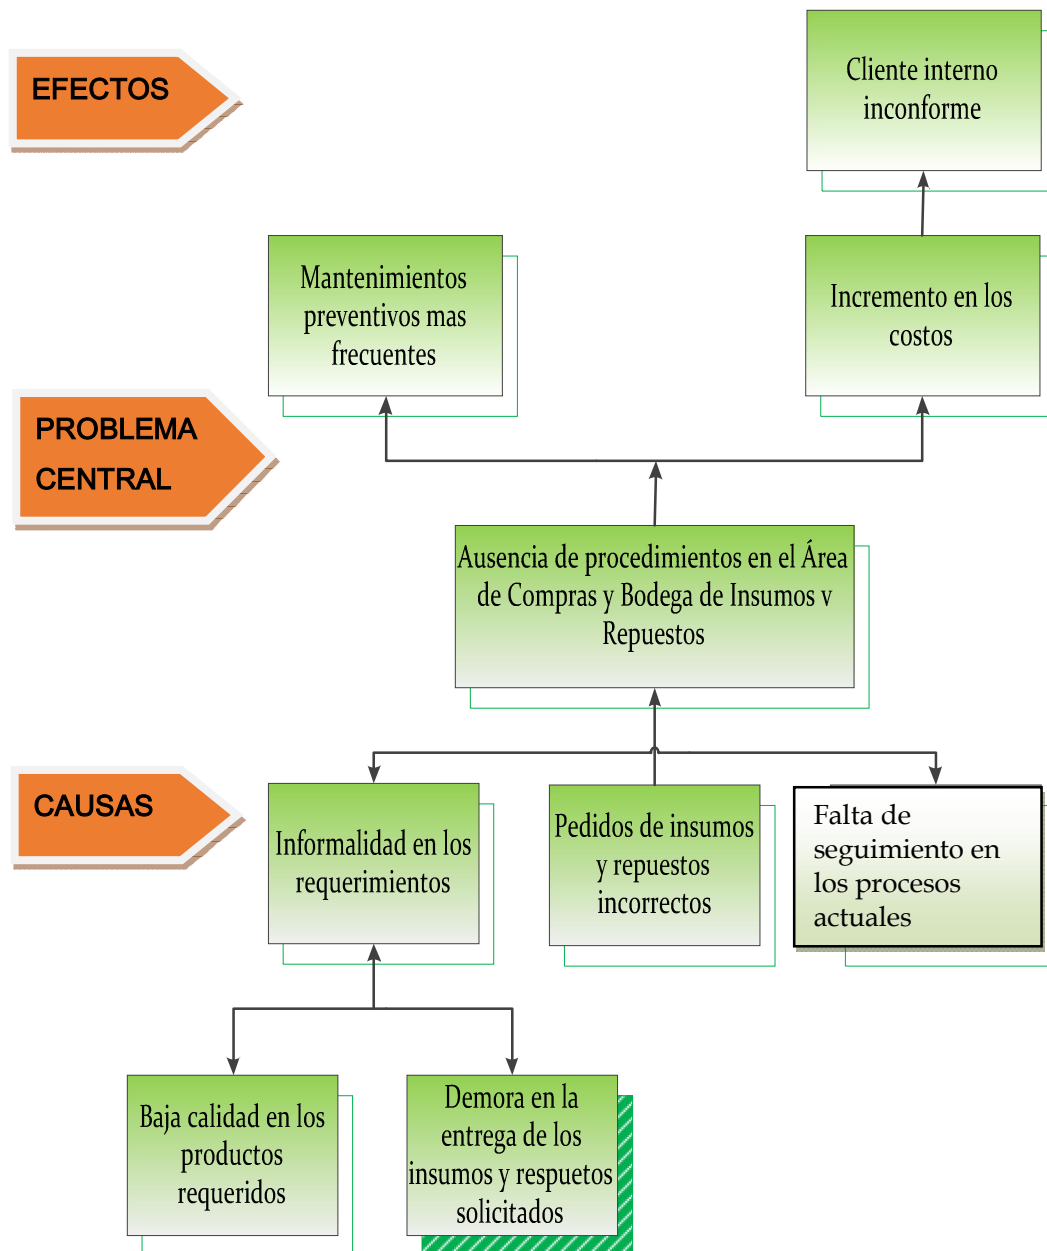 EFECTOS
Cliente interno
inconforme
Mantenimientos
preventivos mas
frecuentes
Incremento en los
costos
PROBLEMA
CENTRAL
Ausencia de procedimientos en el Área
de Compras y Bodega de Insumos v
Repuestos
CAUSAS
Informalidad en los
requerimientos
Pedidos de insumos
y repuestos
incorrectos
Falta de
seguimiento en
los procesos
actuales
Baja calidad en los
productos
requeridos
Demora en la
entrega de los
insumos y respuetos
solicitados